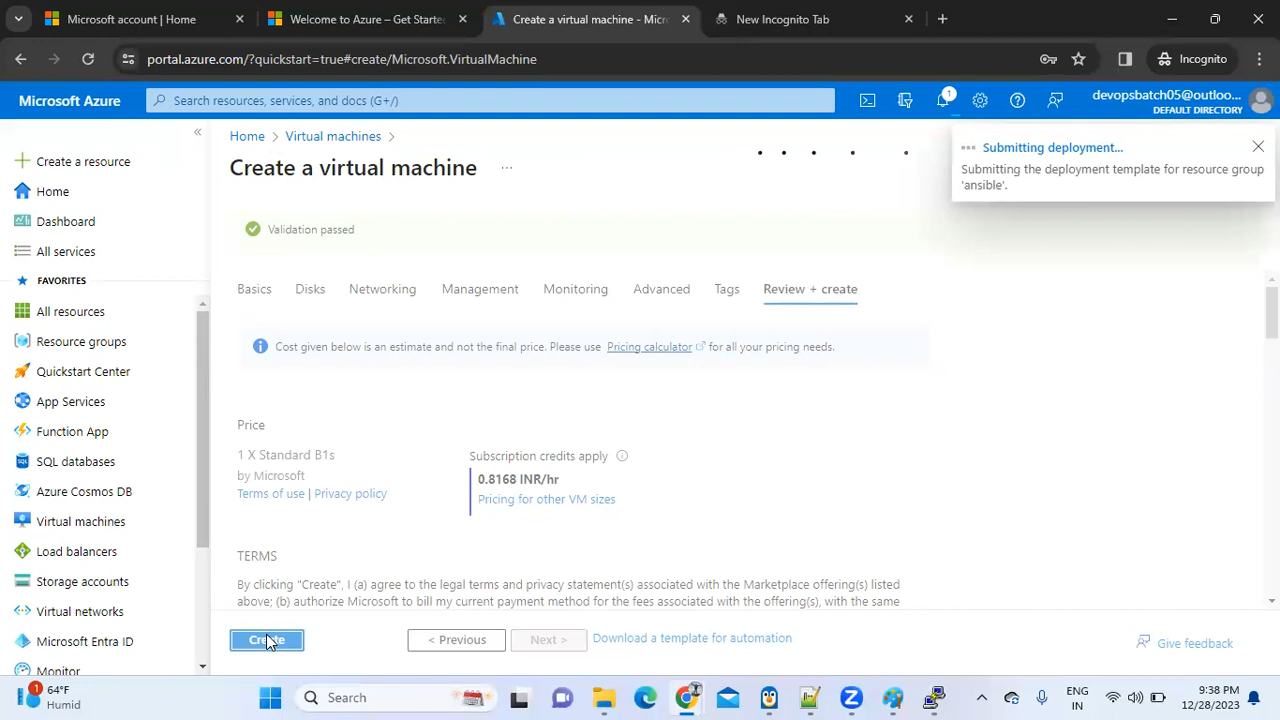 Microsoft account | Home
Welcome to Azure – Get Starte
Create a virtual machine - Micr
New Incognito Tab
portal.azure.com/?quickstart=true#create/Microsoft.VirtualMachine
Incognito
Microsoft Azure
Search resources, services, and docs (G+/)
1
devopsbatch05@outloo...
DEFAULT DIRECTORY
Create a resource
Home
Dashboard
All services
FAVORITES
All resources
Resource groups
Quickstart Center
App Services
Function App
SQL databases
Azure Cosmos DB
Virtual machines
Load balancers
Storage accounts
Virtual networks
Microsoft Entra ID
Monitor
Home > Virtual machines >
Create a virtual machine ...
Submitting deployment...
Submitting the deployment template for resource group
'ansible'.
Validation passed
Basics Disks Networking Management Monitoring Advanced Tags Review + create
Cost given below is an estimate and not the final price. Please use Pricing calculator for all your pricing needs.
Price
1 X Standard B1s
by Microsoft
Terms of use | Privacy policy
Subscription credits apply
0.8168 INR/hr
Pricing for other VM sizes
TERMS
By clicking "Create", I (a) agree to the legal terms and privacy statement(s) associated with the Marketplace offering(s) listed
above; (b) authorize Microsoft to bill my current payment method for the fees associated with the offering(s), with the same
Create
< Previous
Next >
Download a template for automation
Give feedback
1
64°F
Humid
Search
ENG
IN
9:38 PM
12/28/2023